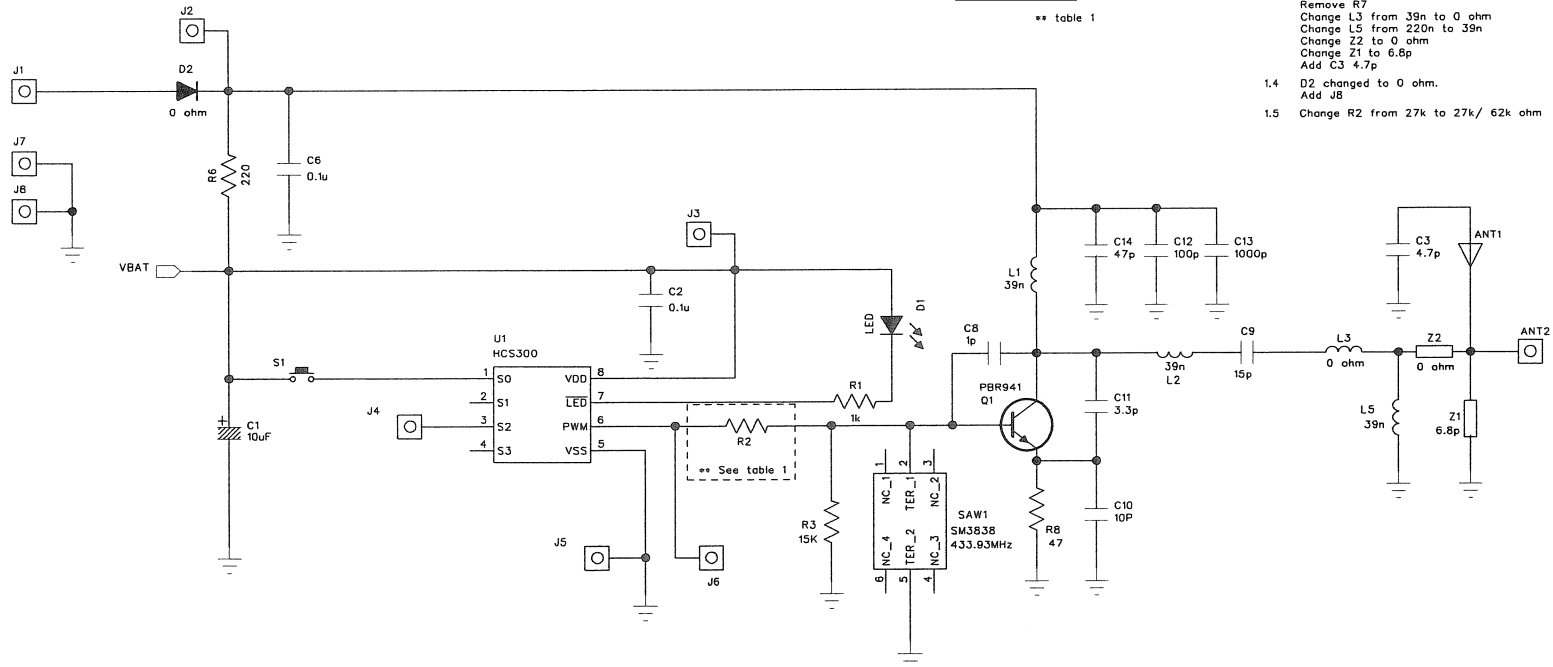 ** table 1
Remove R7
Change L3 from 39n to 0 ohm
Change L5 from 220n to 39n
Change Z2 to 0 ohm
Change Z1 to 6.8p
Add C3 4.7p
1.4 D2 changed to 0 ohm.
Add J8
1.5 Change R2 from 27k to 27k/ 62k ohm
J2
J1
D2
0 ohm
J7
J8
R6
220
C6
0.1u
J3
VBAT
C2
0.1u
LED
D1
L1
39n
C14
47p
C12
100p
C13
1000p
C3
4.7p
ANT1
U1
HCS300
S1
1 S0
2 S1
3 S2
4 S3
VDD 8
LED 7
PWM 6
VSS 5
J4
C1
10uF
+
R1
1k
R2
** See table 1
C8
1p
PBR941
Q1
C11
3.3p
39n
L2
C9
15p
L3
0 ohm
Z2
0 ohm
ANT2
L5
39n
Z1
6.8p
J5
J6
R3
15K
1 2 3
NC_1
TER_1
NC_2
NC_4
TER_2
NC_3
6 5 4
SAW1
SM3838
433.93MHz
R8
47
C10
10P